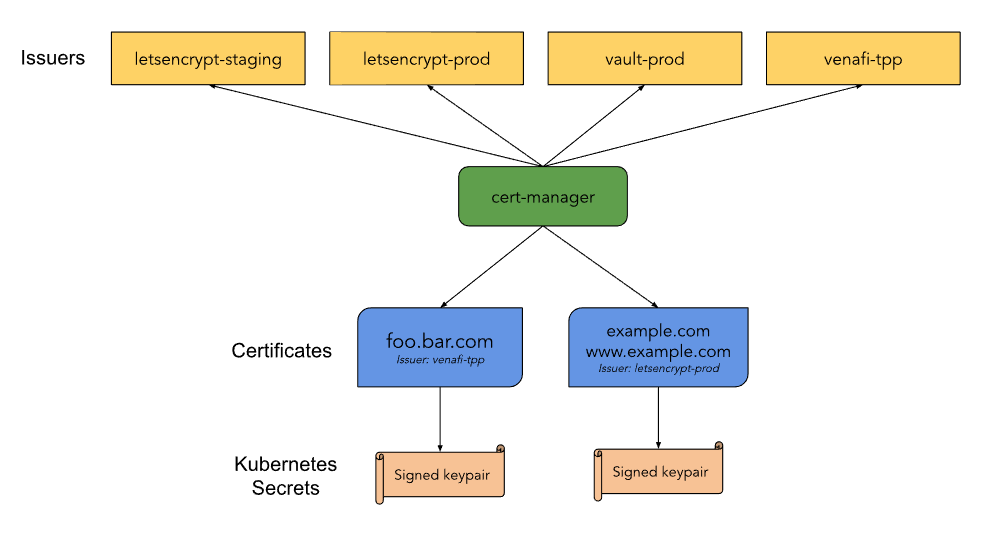 Issuers
letsencrypt-staging
letsencrypt-prod
vault-prod
venafi-tpp
cert-manager
Certificates
foo.bar.com
Issuer: venafi-tpp
example.com
www.example.com
Issuer: letsencrypt-prod
Kubernetes
Secrets
Signed keypair
Signed keypair